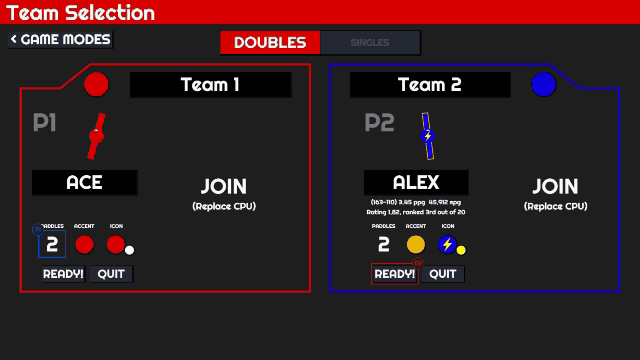 Team Selection
< GAME MODES
DOUBLES
SINGLES
Team 1
Team 2
P1
P2
ACE
JOIN
(Replace CPU)
ALEX
(163-110) 3.45 ppg 45,912 spg
Rating 1.82, ranked 3rd out of 20
JOIN
(Replace CPU)
PADDLES
ACCENT
ICON
2
PADDLES
ACCENT
ICON
2
READY!
QUIT
READY!
QUIT